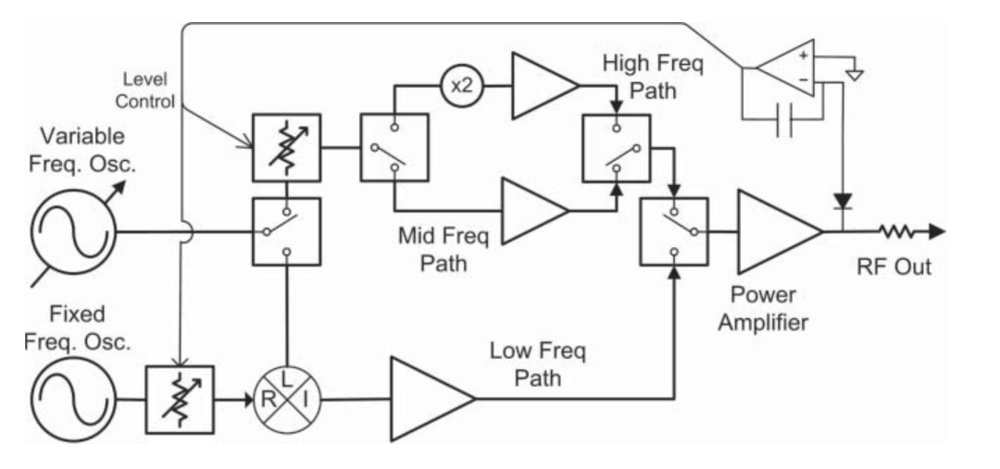 Level
Control
Variable
Freq. Osc.
x2
High Freq
Path
+
−
Mid Freq
Path
RF Out
Power
Amplifier
Fixed
Freq. Osc.
Low Freq
Path
L
R I